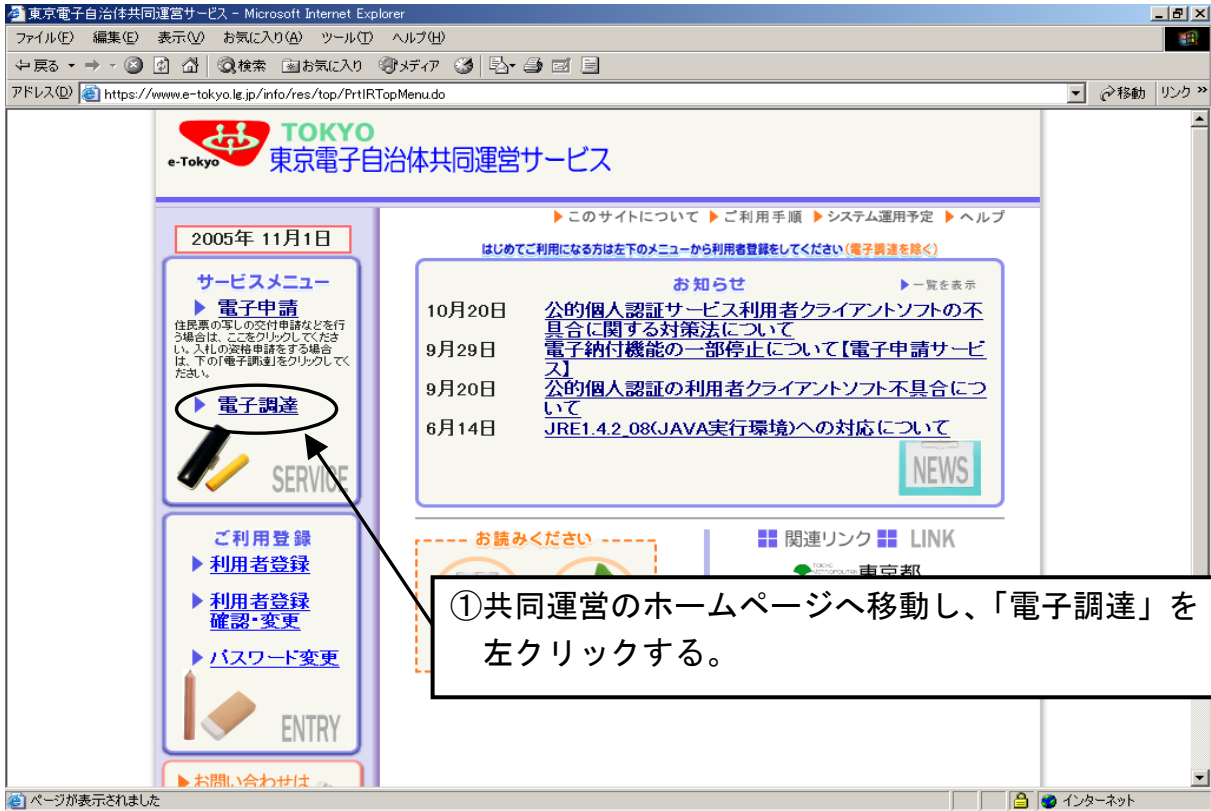 東京電子自治体共同運営サービス - Microsoft Internet Explorer
ファイル(F) 編集(E) 表示(V) お気に入り(A) ツール(T) ヘルプ(H)
戻る 検索 お気に入り メディア
アドレス(D) https://www.e-tokyo.lg.jp/info/res/top/PrtIRTopMenu.do 移動 リンク »
e-Tokyo
TOKYO
東京電子自治体共同運営サービス
このサイトについて ご利用手順 システム運用予定 ヘルプ
2005年 11月1日
はじめてご利用になる方は左下のメニューから利用者登録をしてください(電子調達を除く)
サービスメニュー
電子申請
住民票の写しの交付申請などを行
う場合は、ここをクリックしてくださ
い。入札の資格申請をする場合
は、下の「電子調達」をクリックしてく
ださい。
電子調達
SERVICE
お知らせ
一覧を表示
10月20日 公的個人認証サービス利用者クライアントソフトの不
具合に関する対策法について
9月29日 電子納付機能の一部停止について【電子申請サービ
ス】
9月20日 公的個人認証の利用者クライアントソフト不具合につ
いて
6月14日 JRE1.4.2_08(JAVA実行環境)への対応について
NEWS
ご利用登録
利用者登録
利用者登録
確認・変更
パスワード変更
ENTRY
お問い合わせは
お読みください
関連リンク LINK
東京都
①共同運営のホームページへ移動し、「電子調達」を
左クリックする。
ページが表示されました インターネット